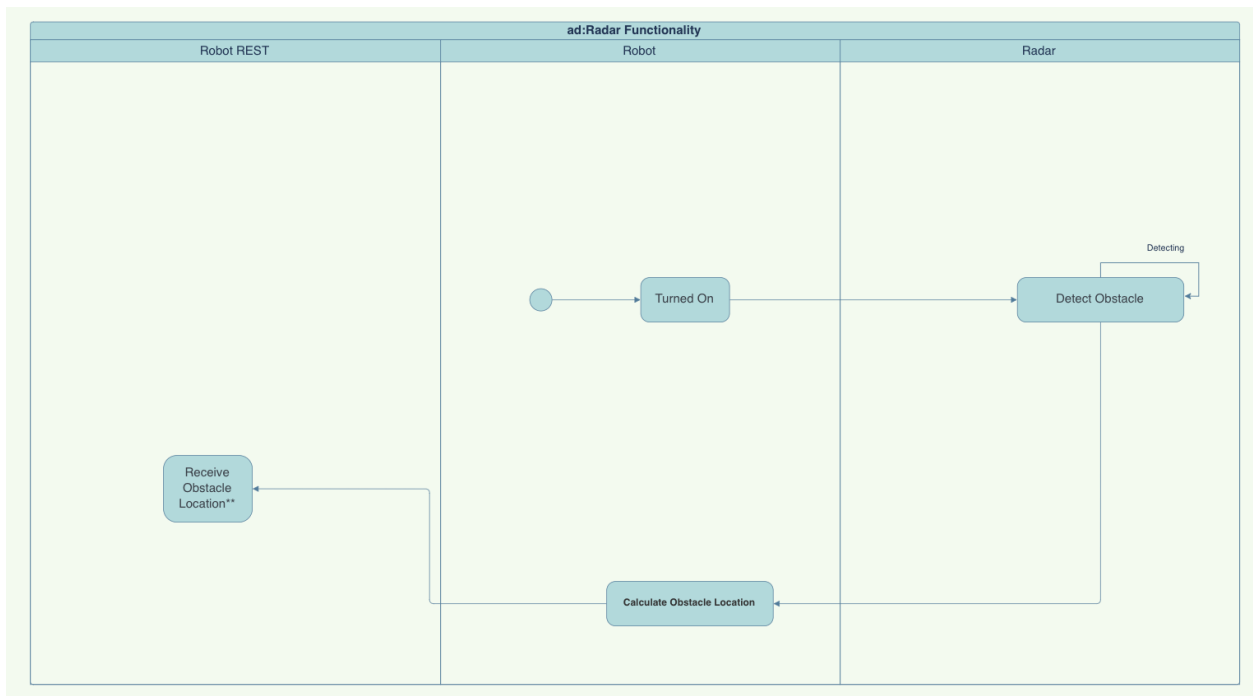 ad:Radar Functionality
Robot REST
Robot
Radar
Detecting
Turned On
Detect Obstacle
Receive
Obstacle
Location**
Calculate Obstacle Location